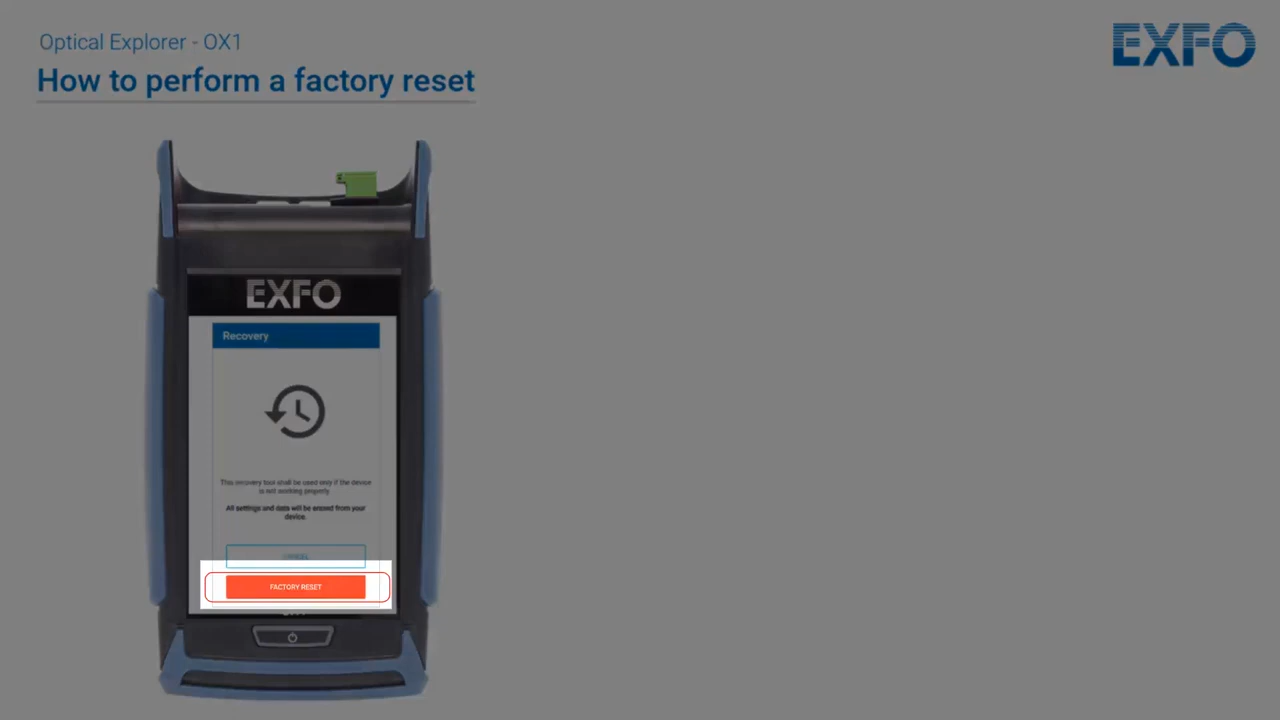 Optical Explorer - OX1
EXFO
How to perform a factory reset
EXFO
Recovery
This recovery tool shall be used only if the device
is not working properly.
All settings and data will be erased from your
device.
CANCEL
FACTORY RESET